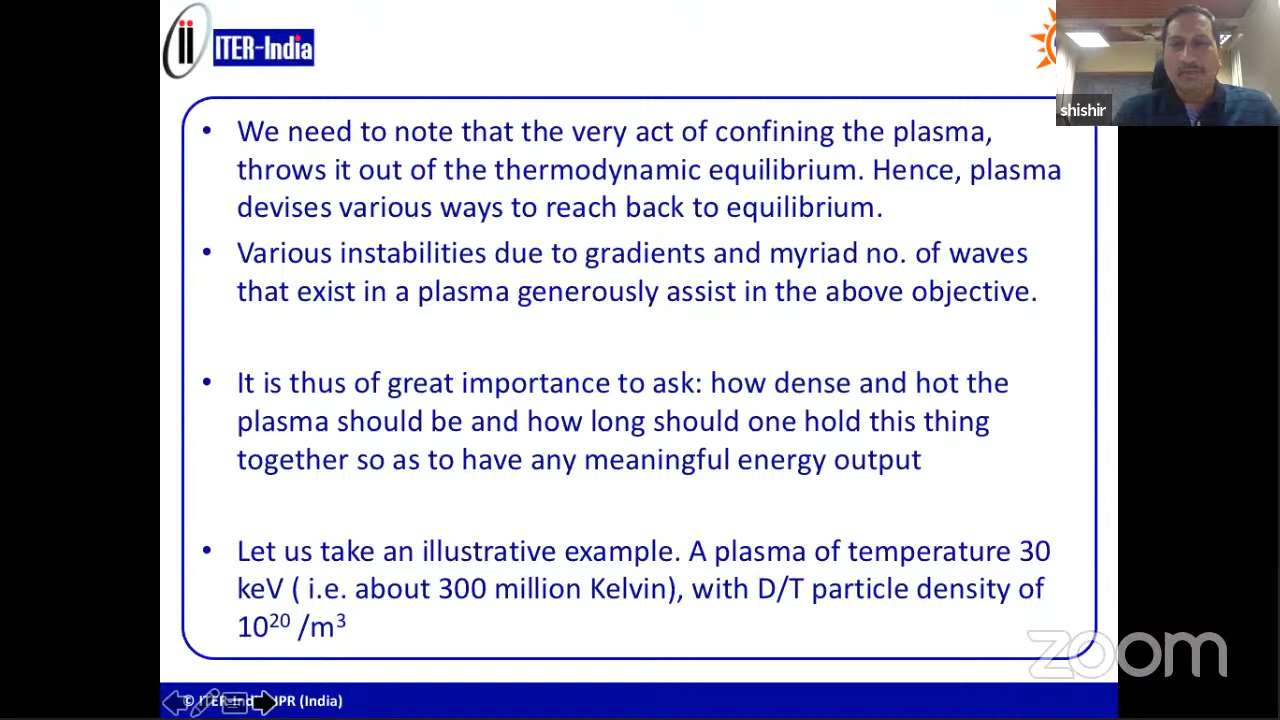 ii ITER-India
shishir
• We need to note that the very act of confining the plasma,
throws it out of the thermodynamic equilibrium. Hence, plasma
devises various ways to reach back to equilibrium.
• Various instabilities due to gradients and myriad no. of waves
that exist in a plasma generously assist in the above objective.
• It is thus of great importance to ask: how dense and hot the
plasma should be and how long should one hold this thing
together so as to have any meaningful energy output
• Let us take an illustrative example. A plasma of temperature 30
keV ( i.e. about 300 million Kelvin), with D/T particle density of
10²⁰ /m³
zoom
© ITER-Ind IPR (India)